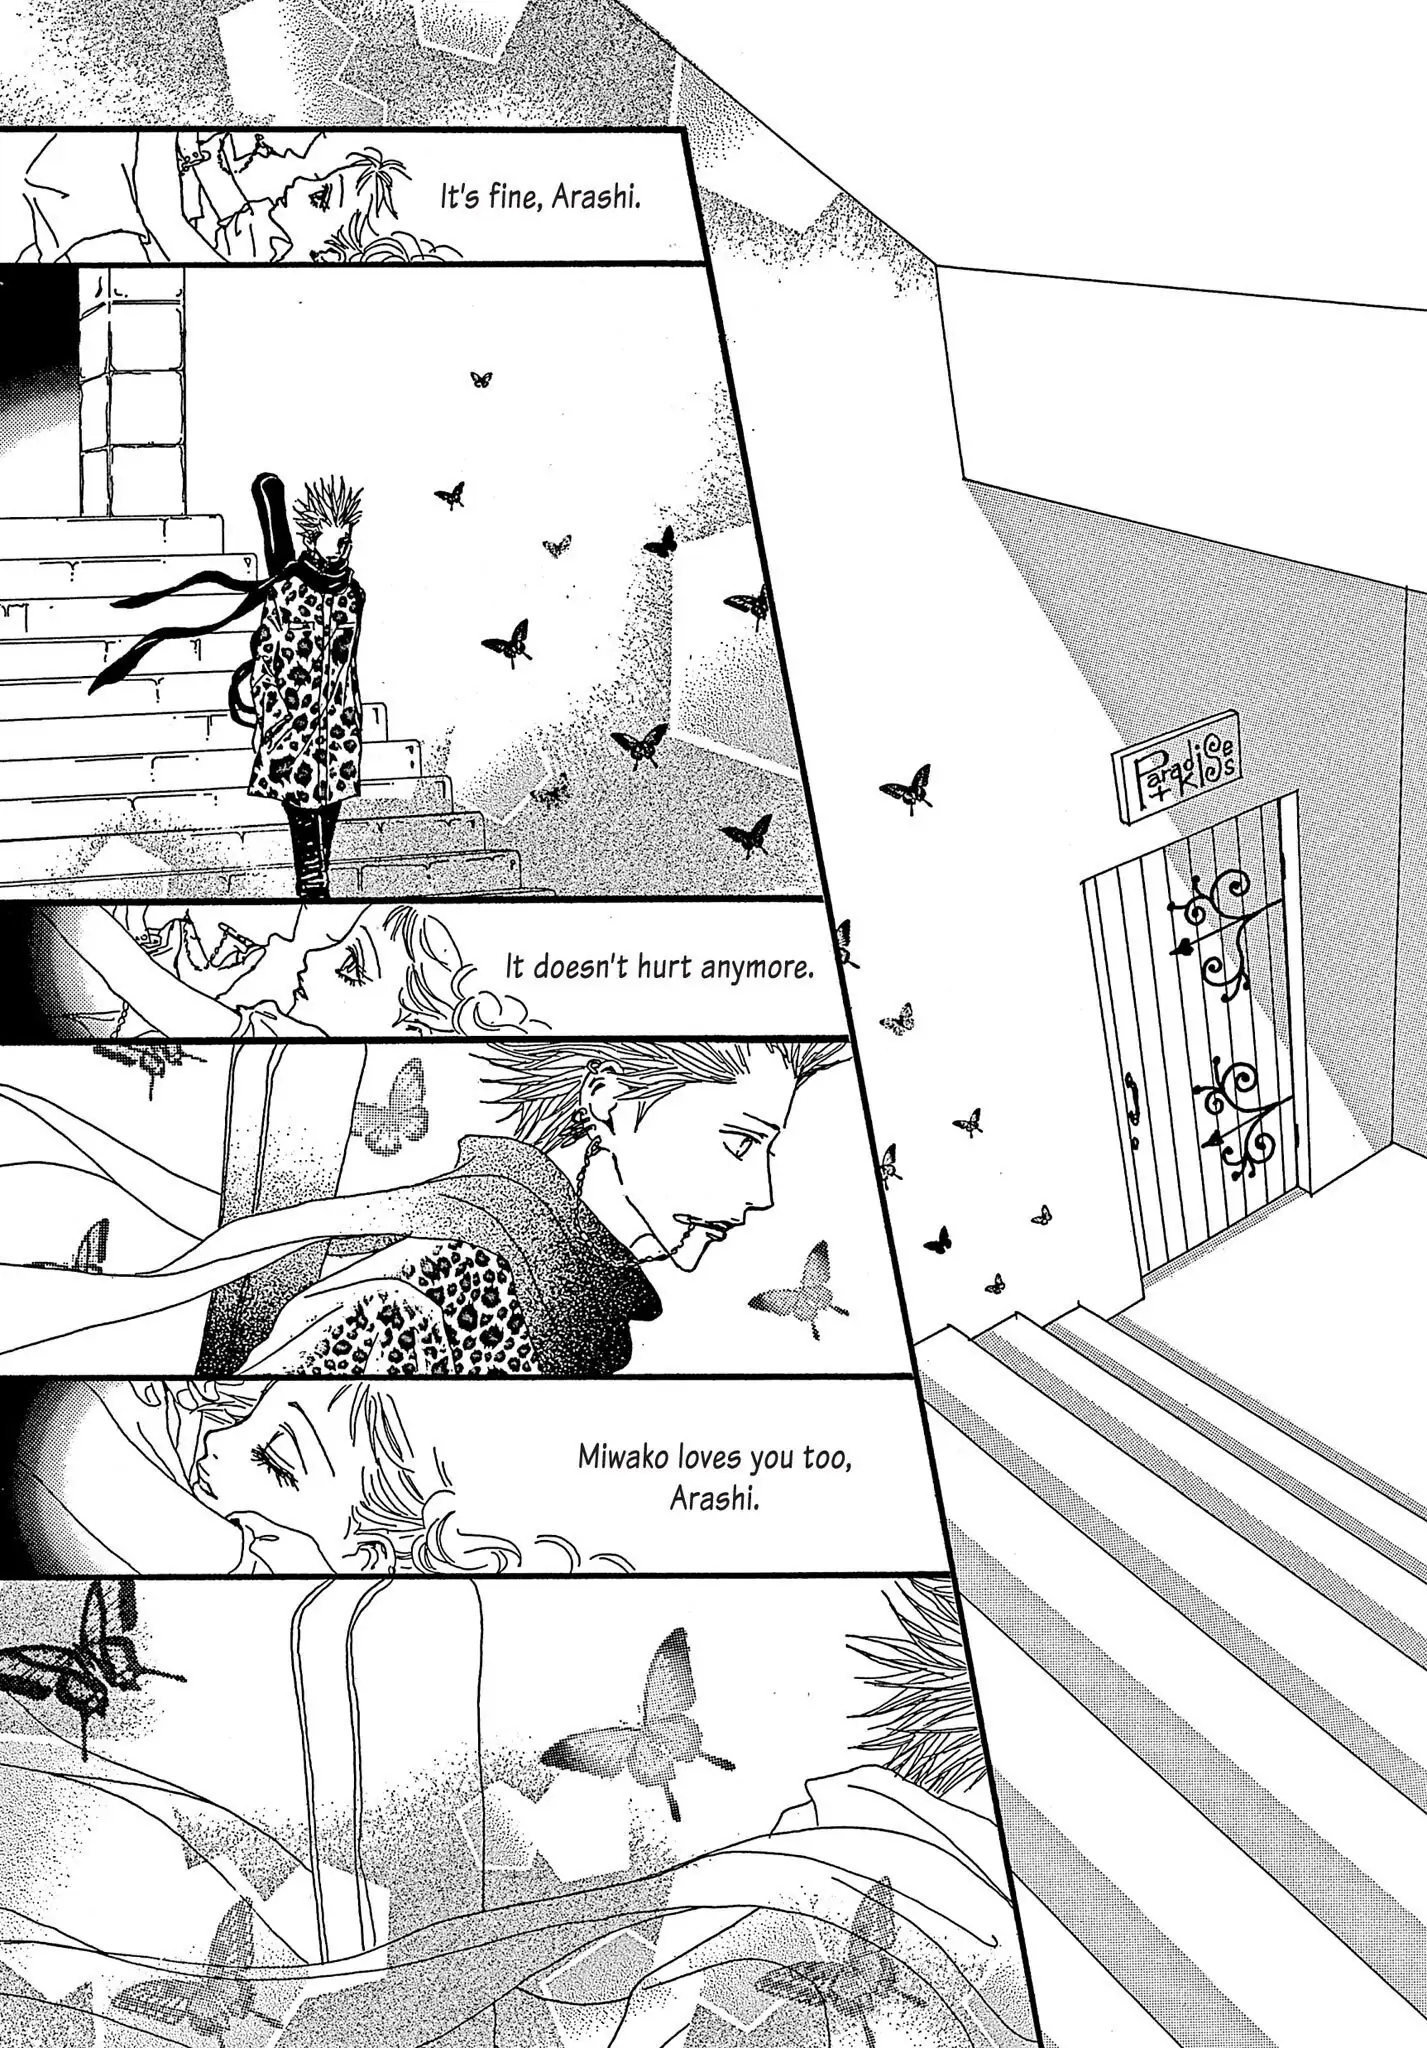 It's fine, Arashi.
Paradise
Kiss
It doesn't hurt anymore.
Miwako loves you too,
Arashi.